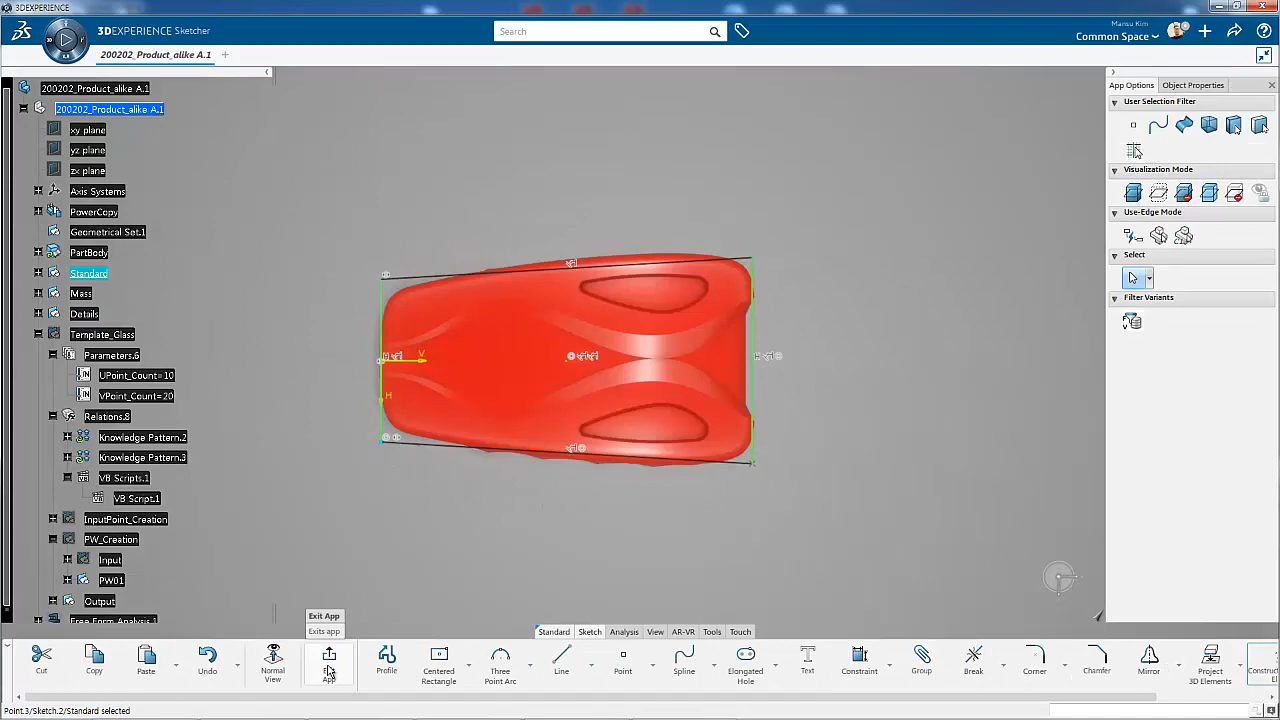 3DEXPERIENCE
3DEXPERIENCE Sketcher
Search
Mansu Kim
Common Space
200202_Product_alike A.1
200202_Product_alike A.1
200202_Product_alike A.1
xy plane
yz plane
zx plane
Axis Systems
PowerCopy
Geometrical Set.1
PartBody
Standard
Mass
Details
Template_Glass
Parameters.6
UPoint_Count=10
VPoint_Count=20
Relations.8
Knowledge Pattern.2
Knowledge Pattern.3
VB Scripts.1
VB Script.1
InputPoint_Creation
PW_Creation
Input
PW01
Output
Free Form Analysis.1
V
H
H
H
App Options
Object Properties
User Selection Filter
Visualization Mode
Use-Edge Mode
Select
Filter Variants
Exit App
Exits app
Standard
Sketch
Analysis
View
AR-VR
Tools
Touch
Cut
Copy
Paste
Undo
Normal View
App
Profile
Centered Rectangle
Three Point Arc
Line
Point
Spline
Elongated Hole
Text
Constraint
Group
Break
Corner
Chamfer
Mirror
Project 3D Elements
Point.3/Sketch.2/Standard selected